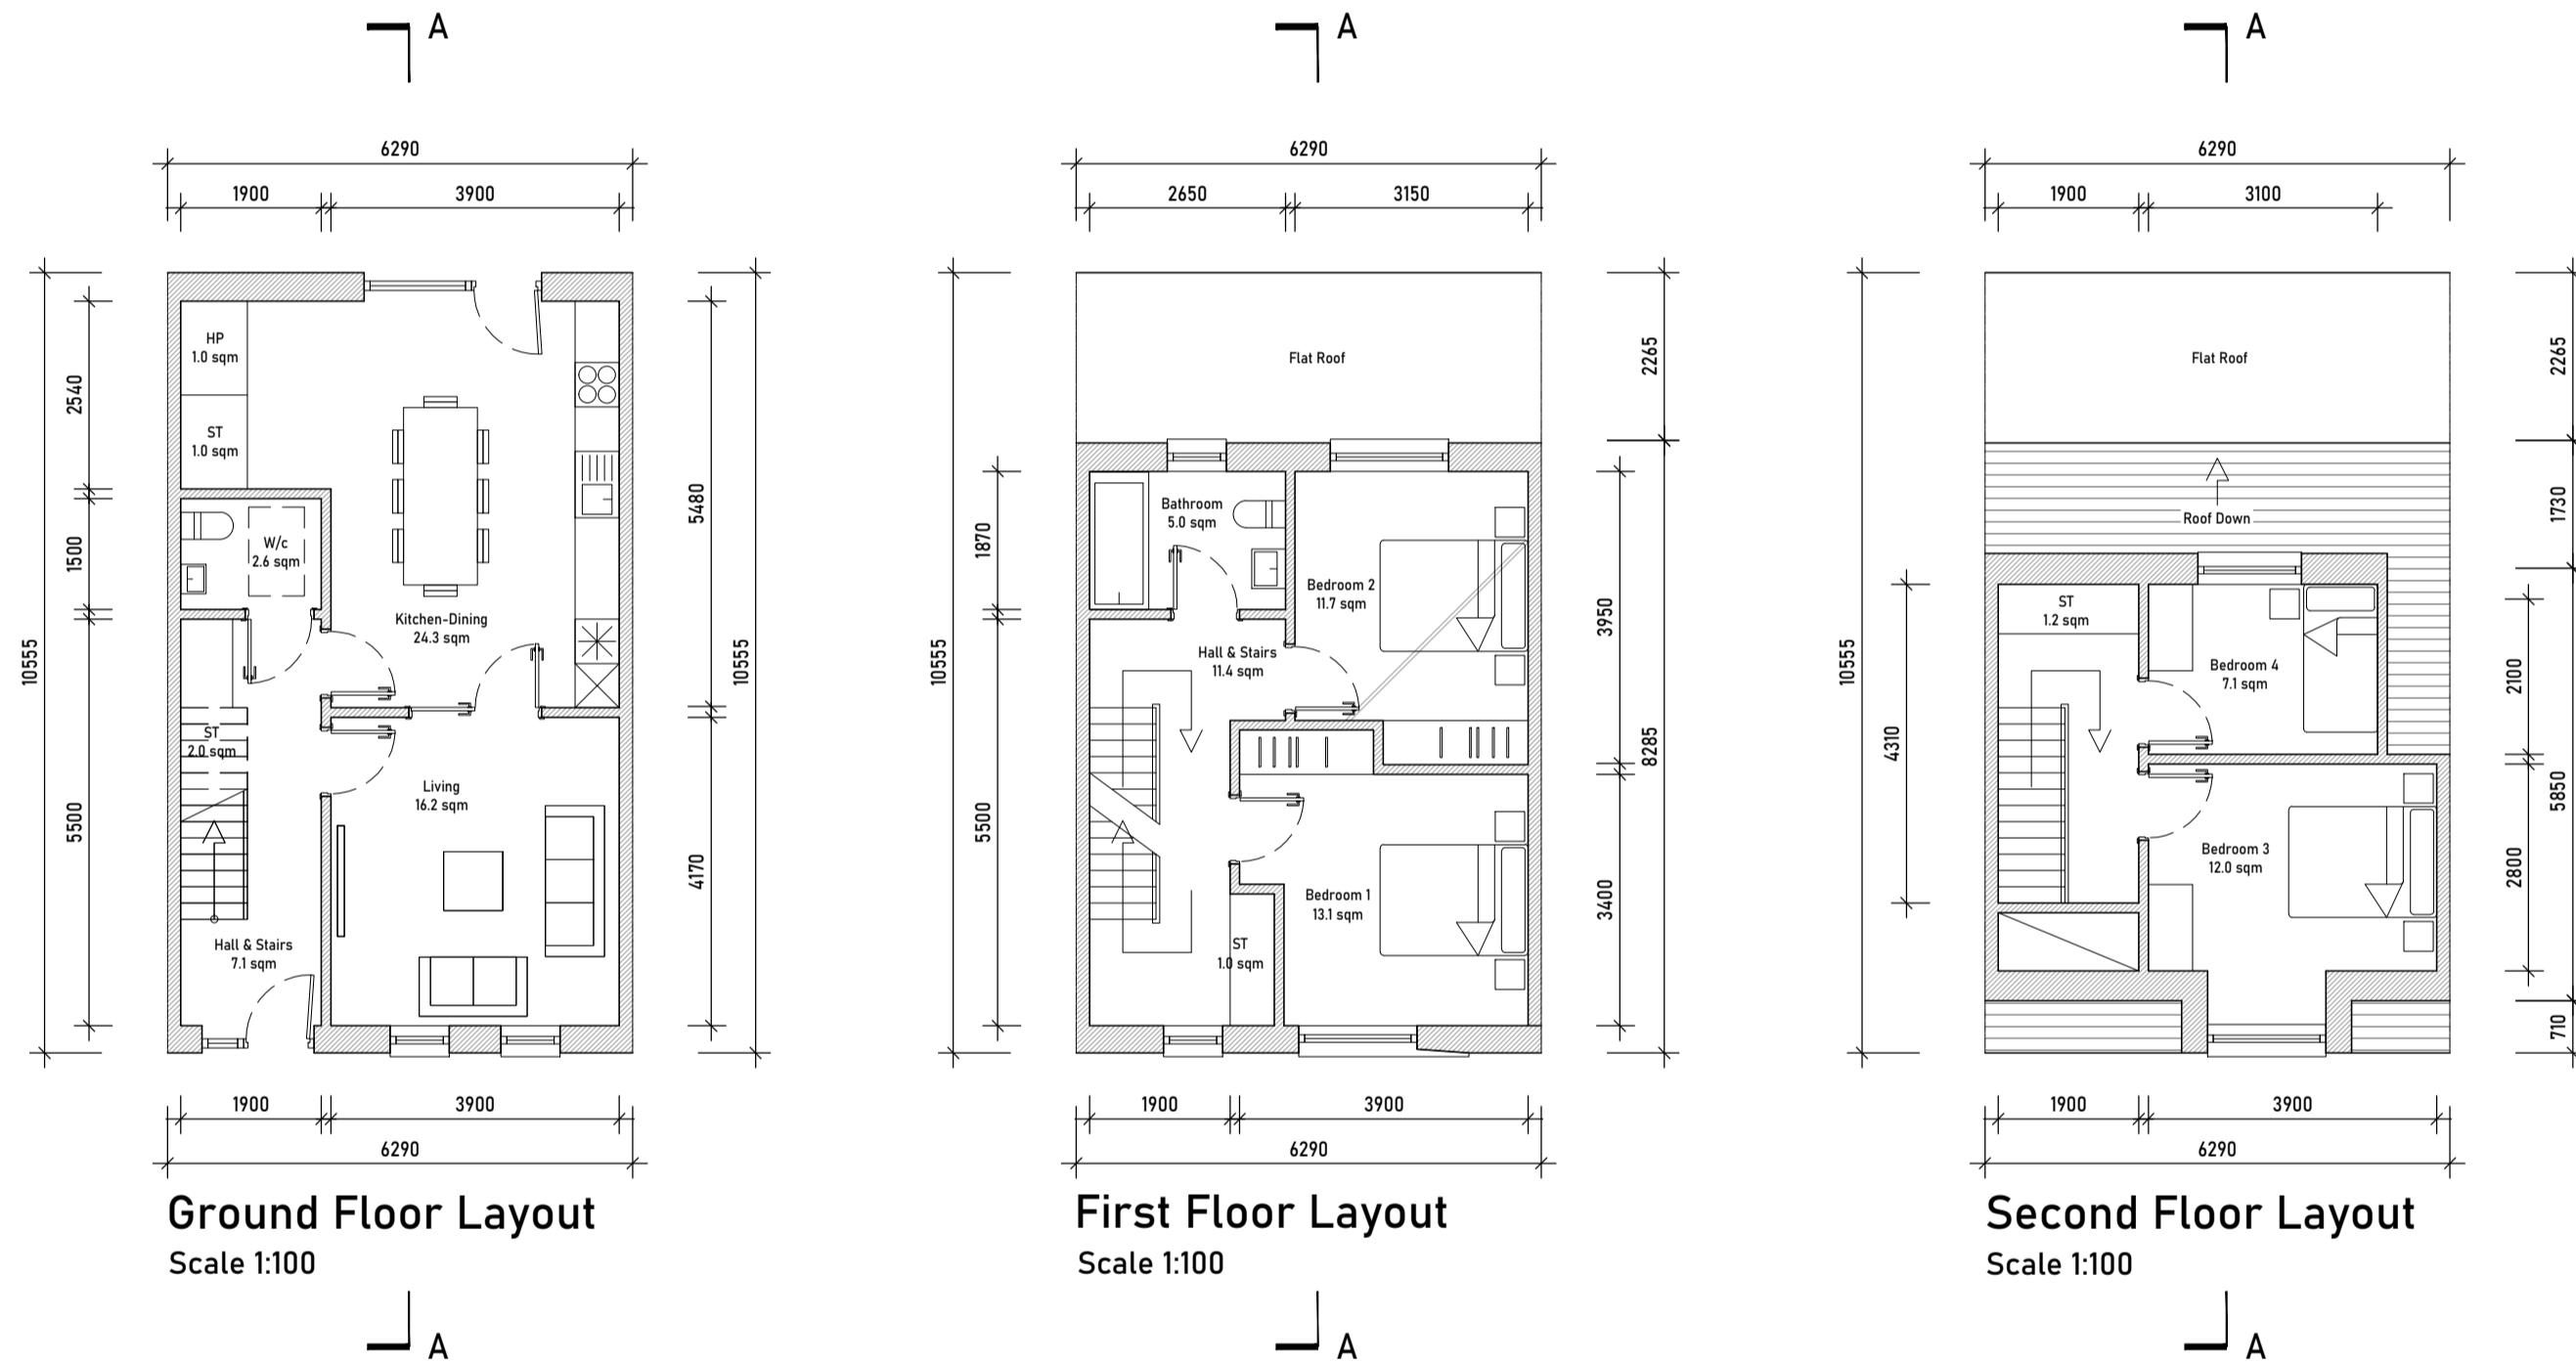 A
A
A
6290
1900
3900
10555
2540
1500
5500
HP
1.0 sqm
ST
1.0 sqm
W/c
2.6 sqm
Kitchen-Dining
24.3 sqm
ST
2.0 sqm
Living
16.2 sqm
Hall & Stairs
7.1 sqm
5480
4170
10555
1900
3900
6290
Ground Floor Layout
Scale 1:100
A
6290
2650
3150
10555
1870
5500
Flat Roof
Bathroom
5.0 sqm
Bedroom 2
11.7 sqm
Hall & Stairs
11.4 sqm
Bedroom 1
13.1 sqm
ST
1.0 sqm
3950
3400
2265
8285
1900
3900
6290
First Floor Layout
Scale 1:100
A
6290
1900
3100
10555
4310
Flat Roof
Roof Down
ST
1.2 sqm
Bedroom 4
7.1 sqm
Bedroom 3
12.0 sqm
2100
2800
2265
1730
5850
710
1900
3900
6290
Second Floor Layout
Scale 1:100
A